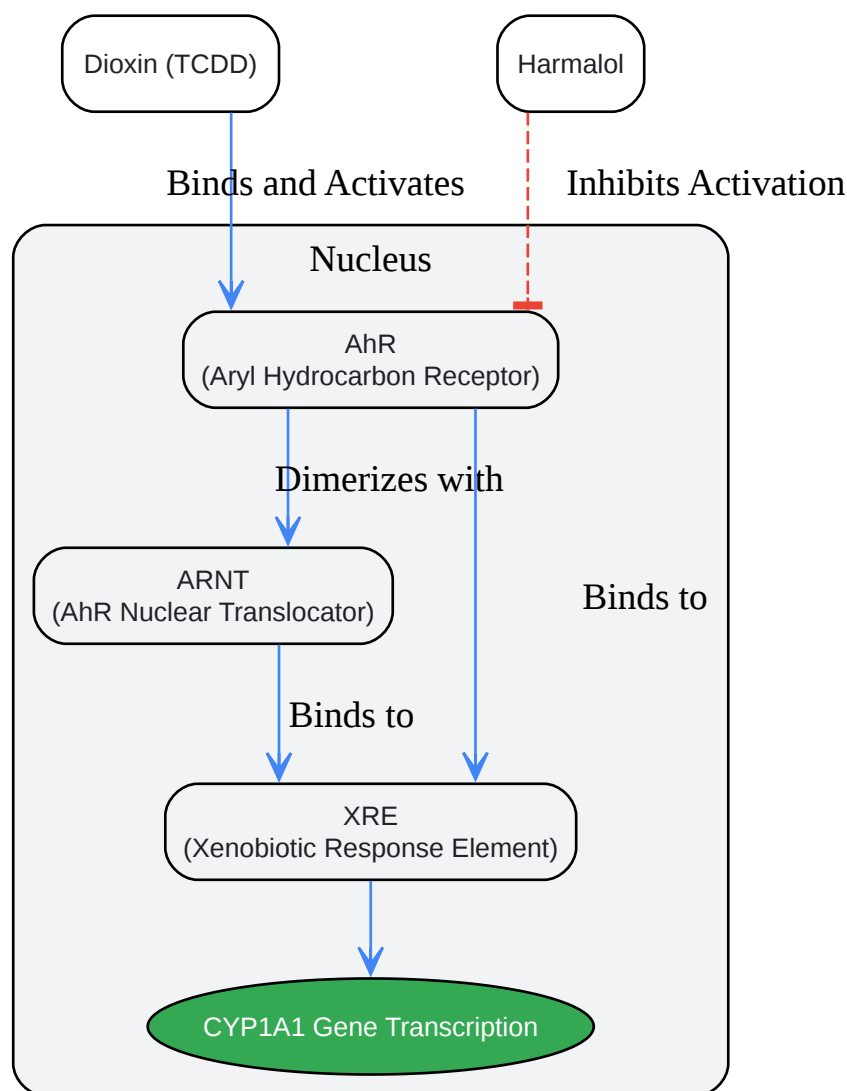 Dioxin (TCDD)
Harmalol
Binds and Activates
Inhibits Activation
Nucleus
AhR
(Aryl Hydrocarbon Receptor)
Dimerizes with
ARNT
(AhR Nuclear Translocator)
Binds to
Binds to
XRE
(Xenobiotic Response Element)
CYP1A1 Gene Transcription